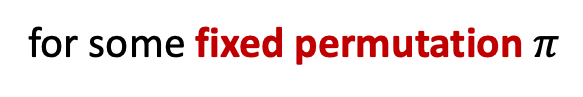 for some fixed permutation 𝜋